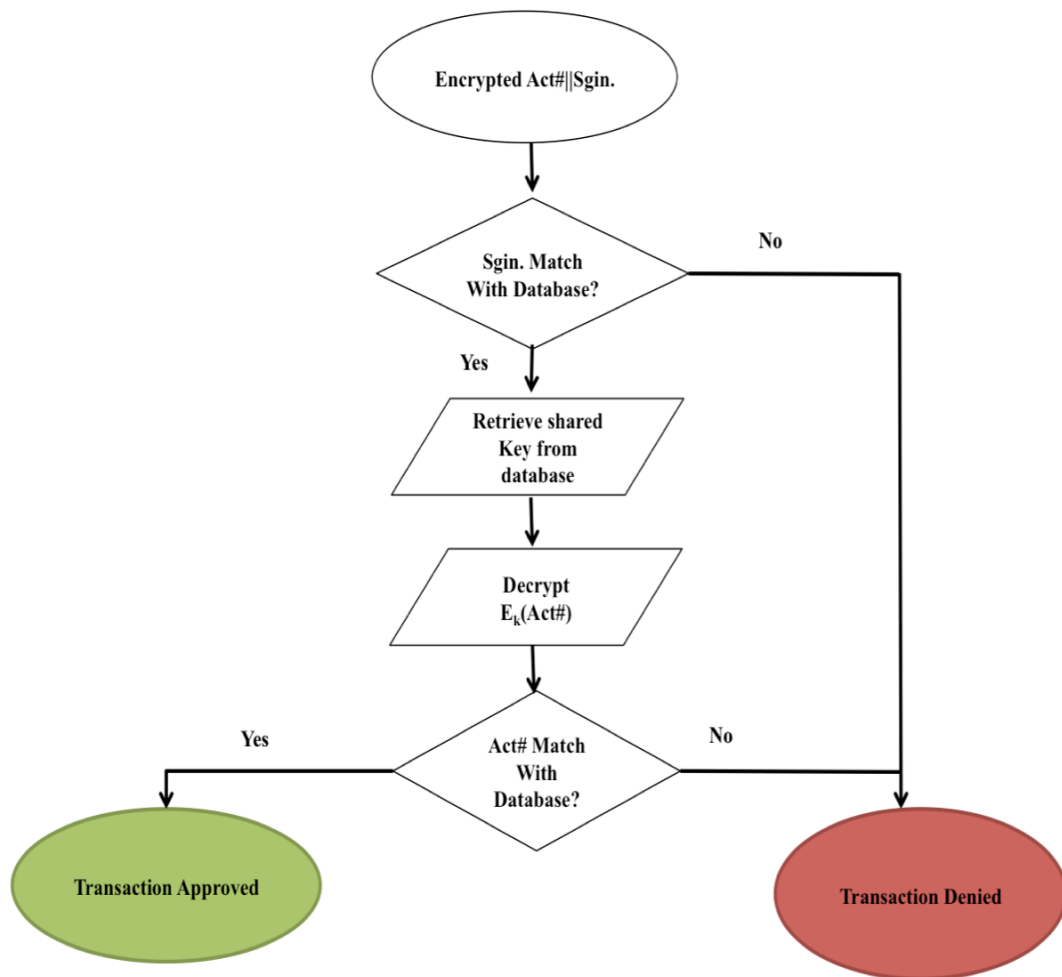 Encrypted Act#||Sgin.
No
Sgin. Match
With Database?
Yes
Retrieve shared
Key from
database
Decrypt
Eₖ(Act#)
Yes
No
Act# Match
With
Database?
Transaction Approved
Transaction Denied